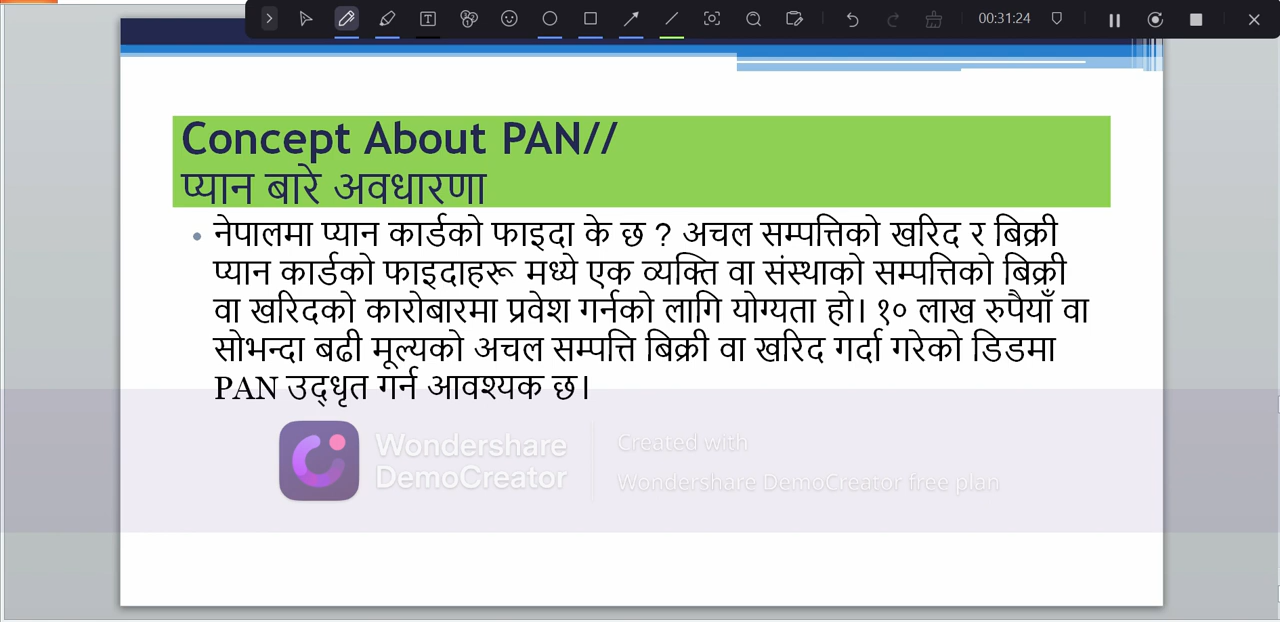 00:31:24
Concept About PAN//
प्यान बारे अवधारणा
• नेपालमा प्यान कार्डको फाइदा के छ ? अचल सम्पत्तिको खरिद र बिक्री
प्यान कार्डको फाइदाहरू मध्ये एक व्यक्ति वा संस्थाको सम्पत्तिको बिक्री
वा खरिदको कारोबारमा प्रवेश गर्नको लागि योग्यता हो। १० लाख रुपैयाँ वा
सोभन्दा बढी मूल्यको अचल सम्पत्ति बिक्री वा खरिद गर्दा गरेको डिडमा
PAN उद्धृत गर्न आवश्यक छ।
Wondershare
DemoCreator
Created with
Wondershare DemoCreator free plan